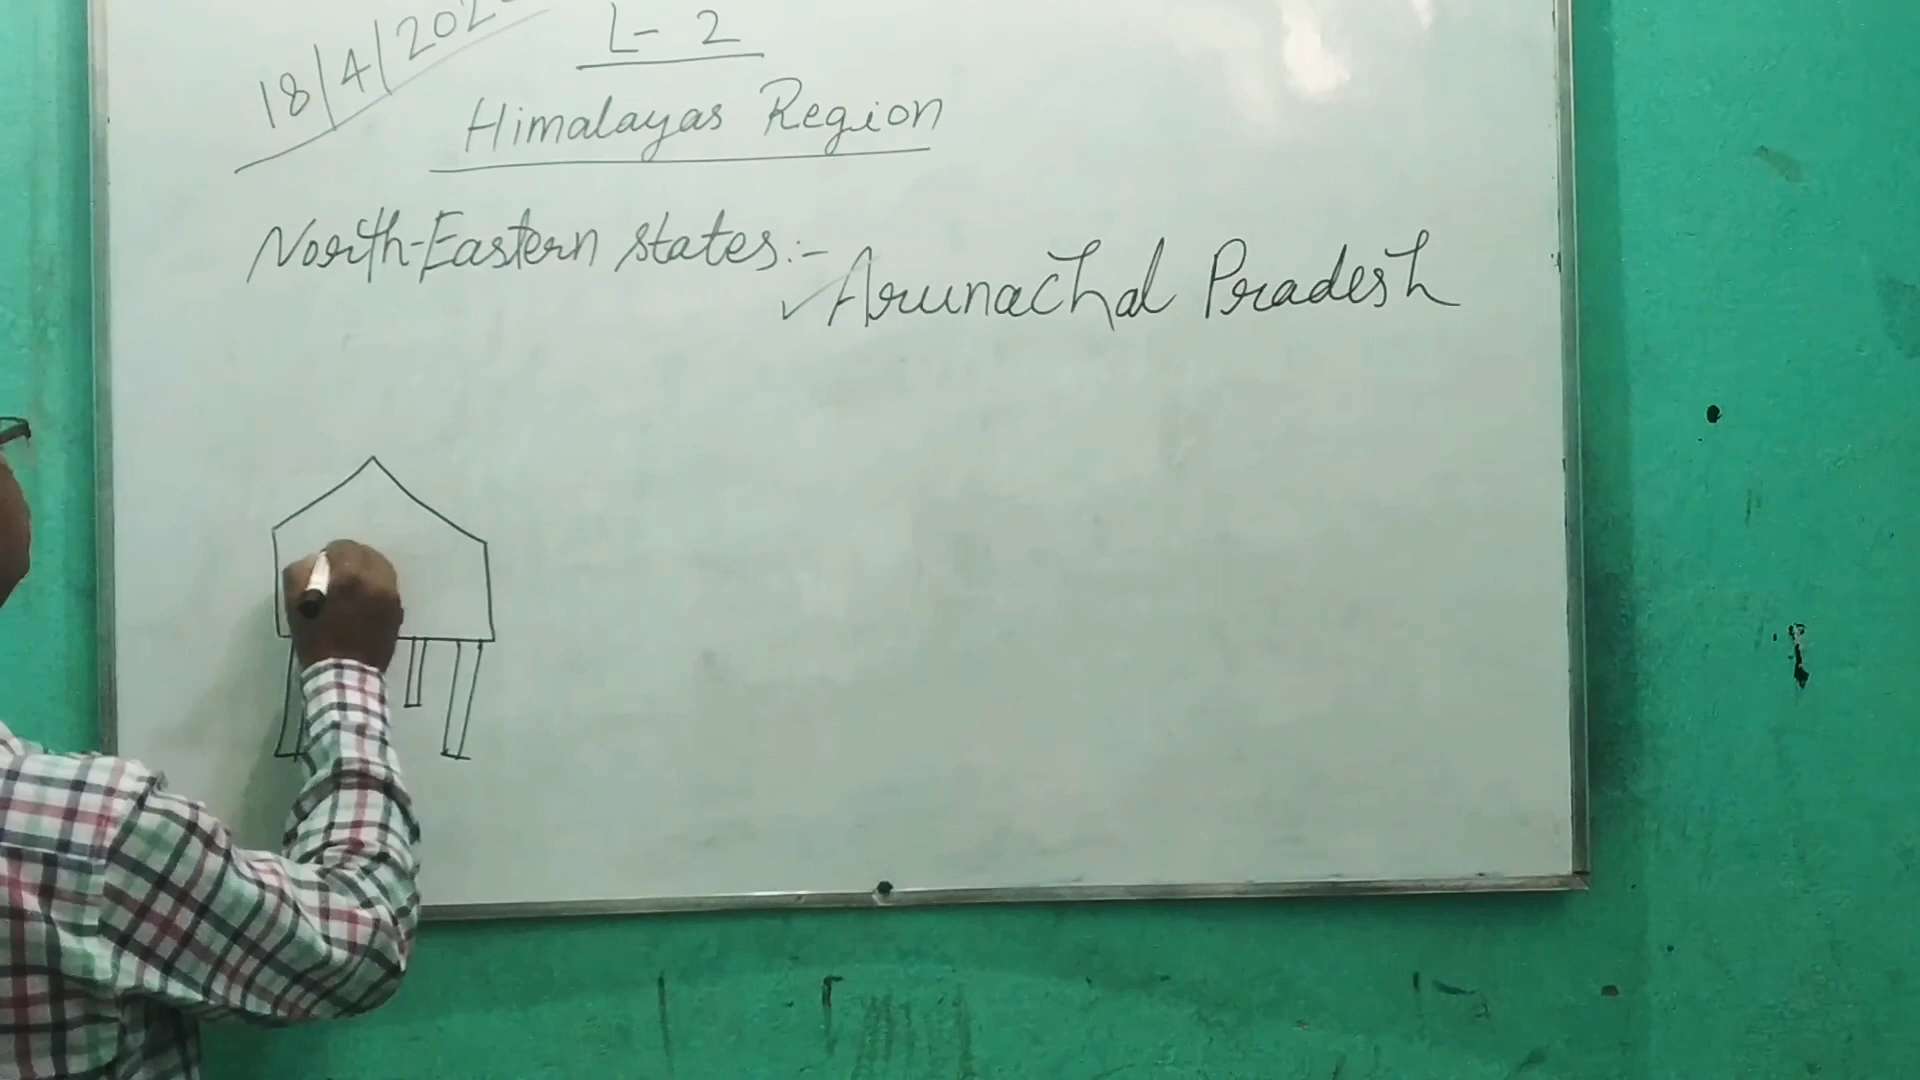 L- 2
18/4/202
Himalayas Region
North-Eastern states:-
✓Arunachal Pradesh